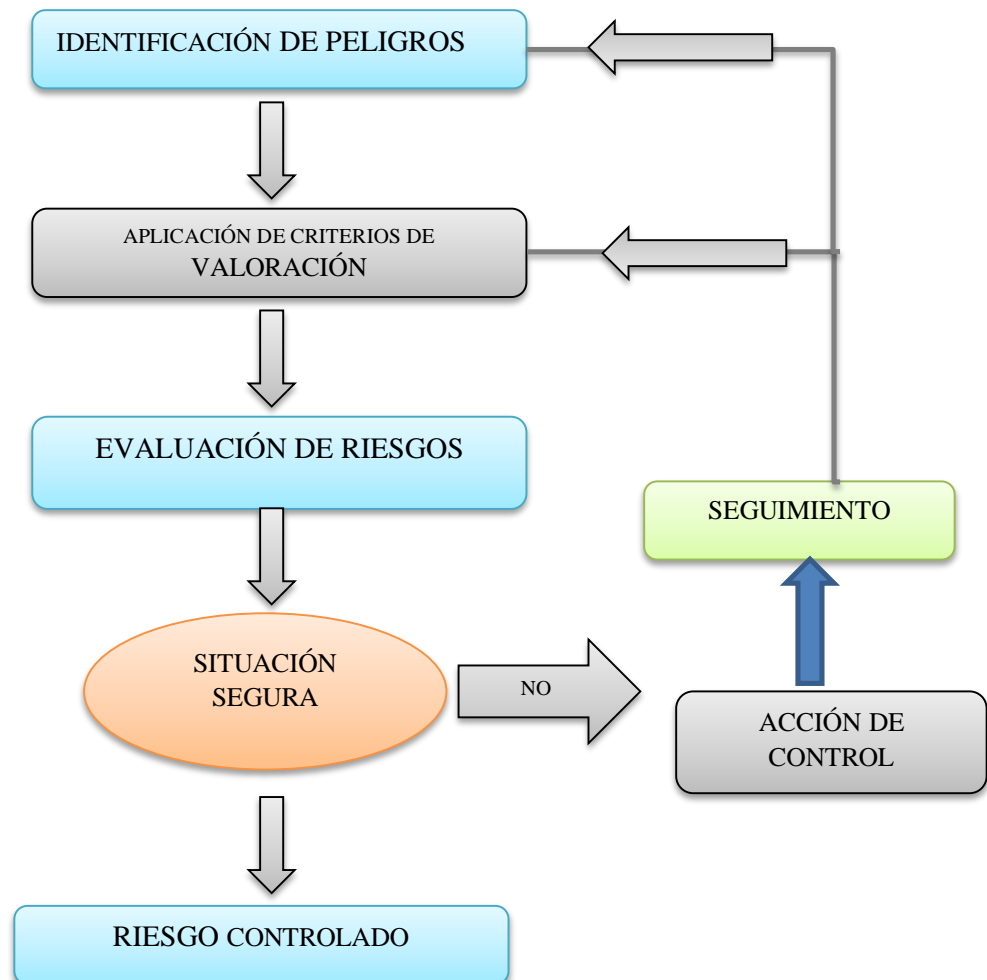 IDENTIFICACIÓN DE PELIGROS
APLICACIÓN DE CRITERIOS DE
VALORACIÓN
EVALUACIÓN DE RIESGOS
SEGUIMIENTO
SITUACIÓN
SEGURA
NO
ACCIÓN DE
CONTROL
RIESGO CONTROLADO